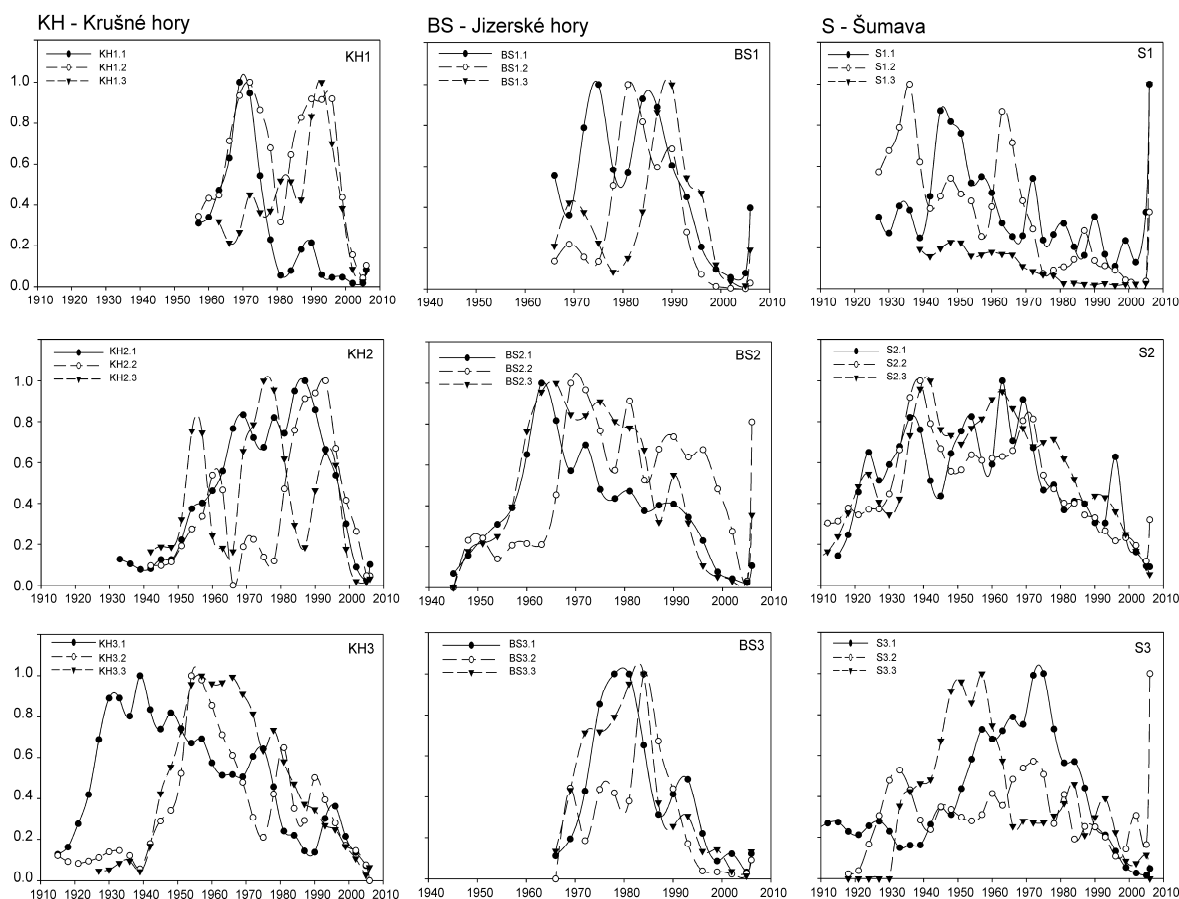 KH - Krušné hory
BS - Jizerské hory
S - Šumava
KH1.1
KH1.2
KH1.3
KH1
1.0
0.8
0.6
0.4
0.2
0.0
1910 1920 1930 1940 1950 1960 1970 1980 1990 2000 2010
BS1.1
BS1.2
BS1.3
BS1
1940 1950 1960 1970 1980 1990 2000 2010
S1.1
S1.2
S1.3
S1
1910 1920 1930 1940 1950 1960 1970 1980 1990 2000 2010
KH2.1
KH2.2
KH2.3
KH2
1.0
0.8
0.6
0.4
0.2
0.0
1910 1920 1930 1940 1950 1960 1970 1980 1990 2000 2010
BS2.1
BS2.2
BS2.3
BS2
1940 1950 1960 1970 1980 1990 2000 2010
S2.1
S2.2
S2.3
S2
1910 1920 1930 1940 1950 1960 1970 1980 1990 2000 2010
KH3.1
KH3.2
KH3.3
KH3
1.0
0.8
0.6
0.4
0.2
0.0
1910 1920 1930 1940 1950 1960 1970 1980 1990 2000 2010
BS3.1
BS3.2
BS3.3
BS3
1940 1950 1960 1970 1980 1990 2000 2010
S3.1
S3.2
S3.3
S3
1910 1920 1930 1940 1950 1960 1970 1980 1990 2000 2010